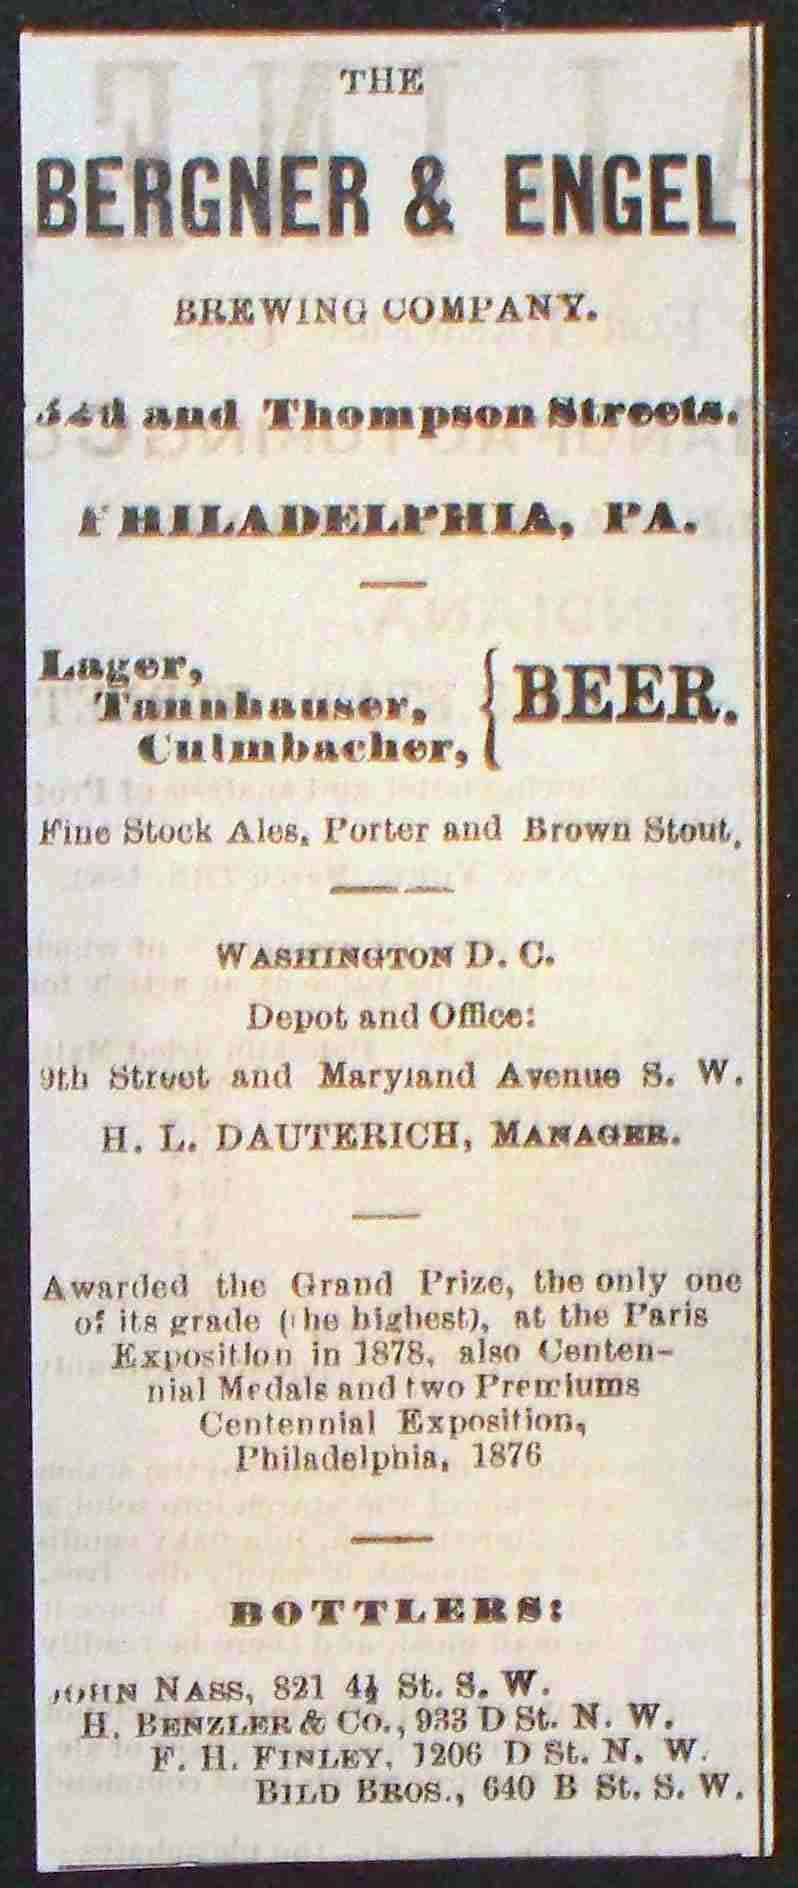 THE
BERGNER & ENGEL
BREWING COMPANY.
32d and Thompson Streets.
PHILADELPHIA, PA.
Lager,
Tannhauser,
Culmbacher,
{ BEER.
Fine Stock Ales, Porter and Brown Stout.
WASHINGTON D. C.
Depot and Office:
9th Street and Maryland Avenue S. W.
H. L. DAUTERICH, MANAGER.
Awarded the Grand Prize, the only one
of its grade (the highest), at the Paris
Exposition in 1878, also Centen-
nial Medals and two Premiums
Centennial Exposition,
Philadelphia, 1876
BOTTLERS:
JOHN NASS, 821 4½ St. S. W.
H. BENZLER & CO., 933 D St. N. W.
F. H. FINLEY, 1206 D St. N. W.
BILD BROS., 640 B St. S. W.